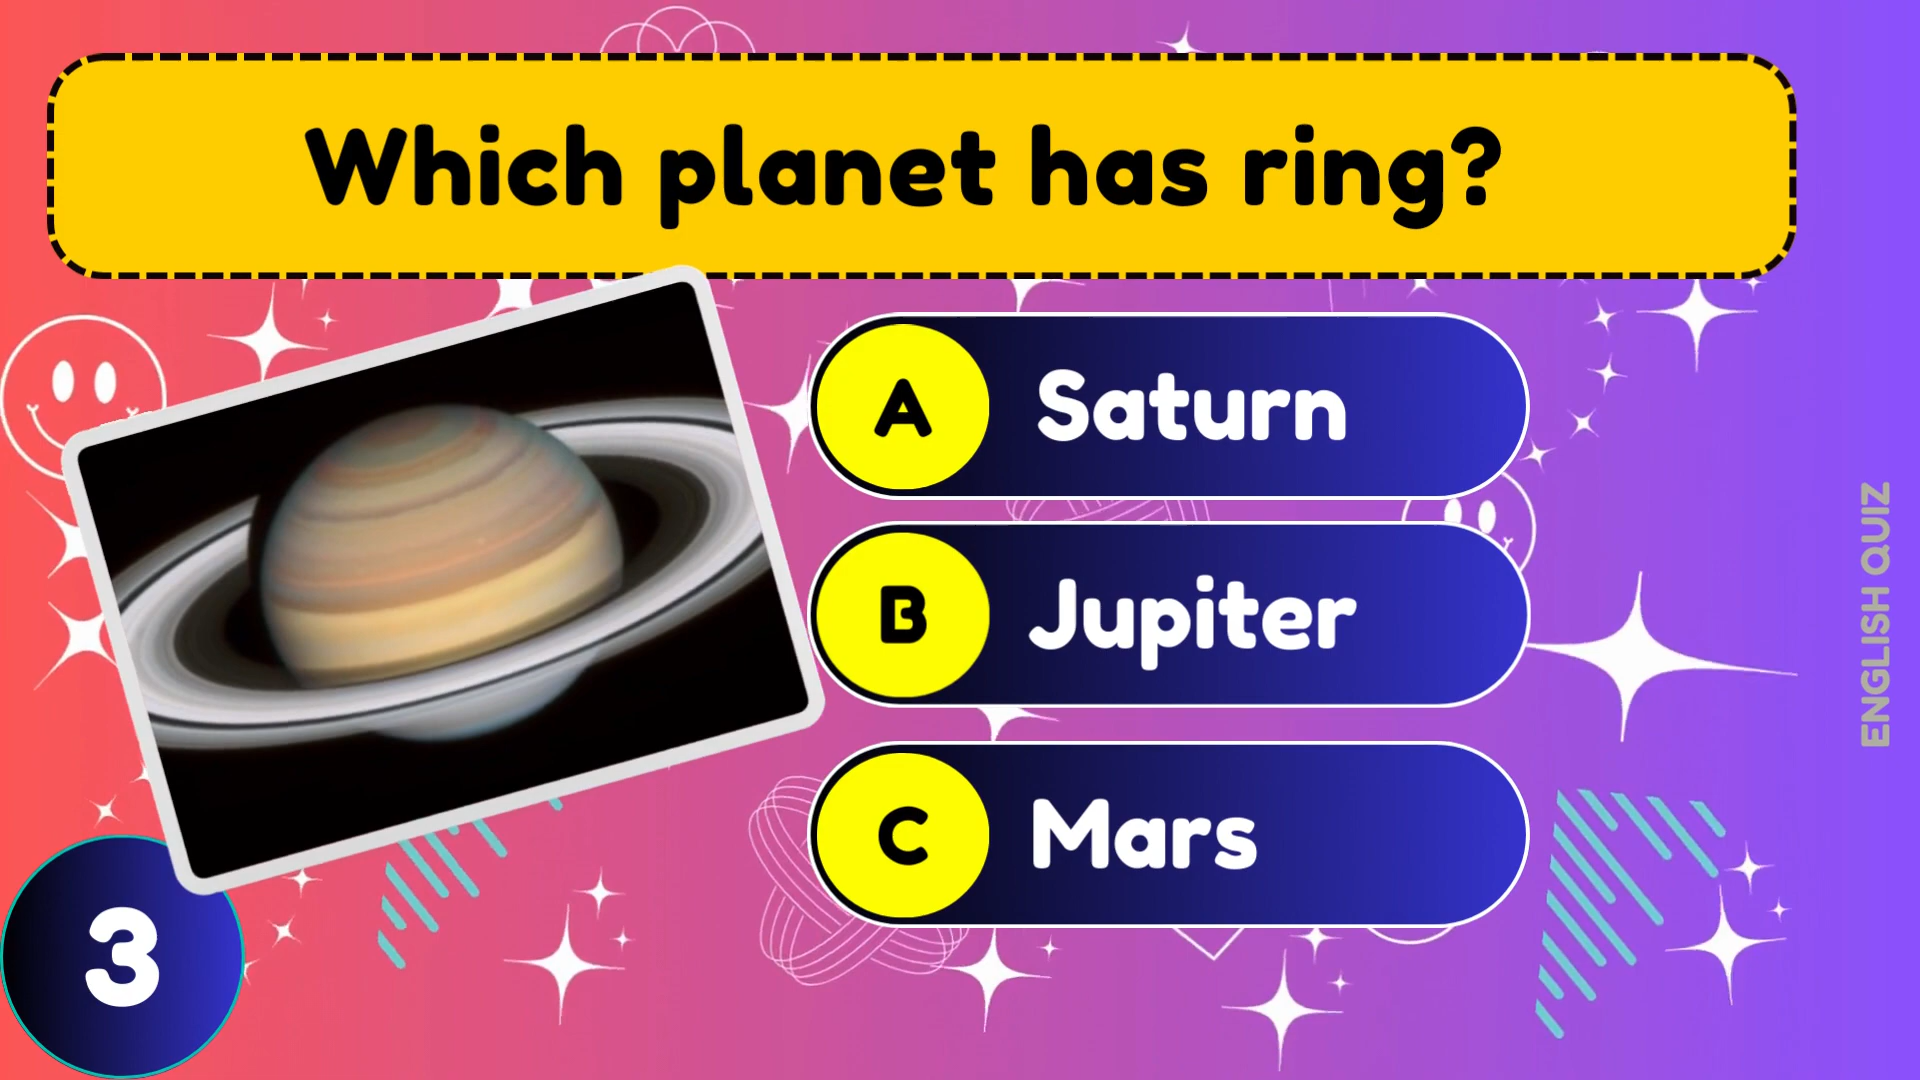 Which planet has ring?
A Saturn
B Jupiter
C Mars
3
ENGLISH QUIZ